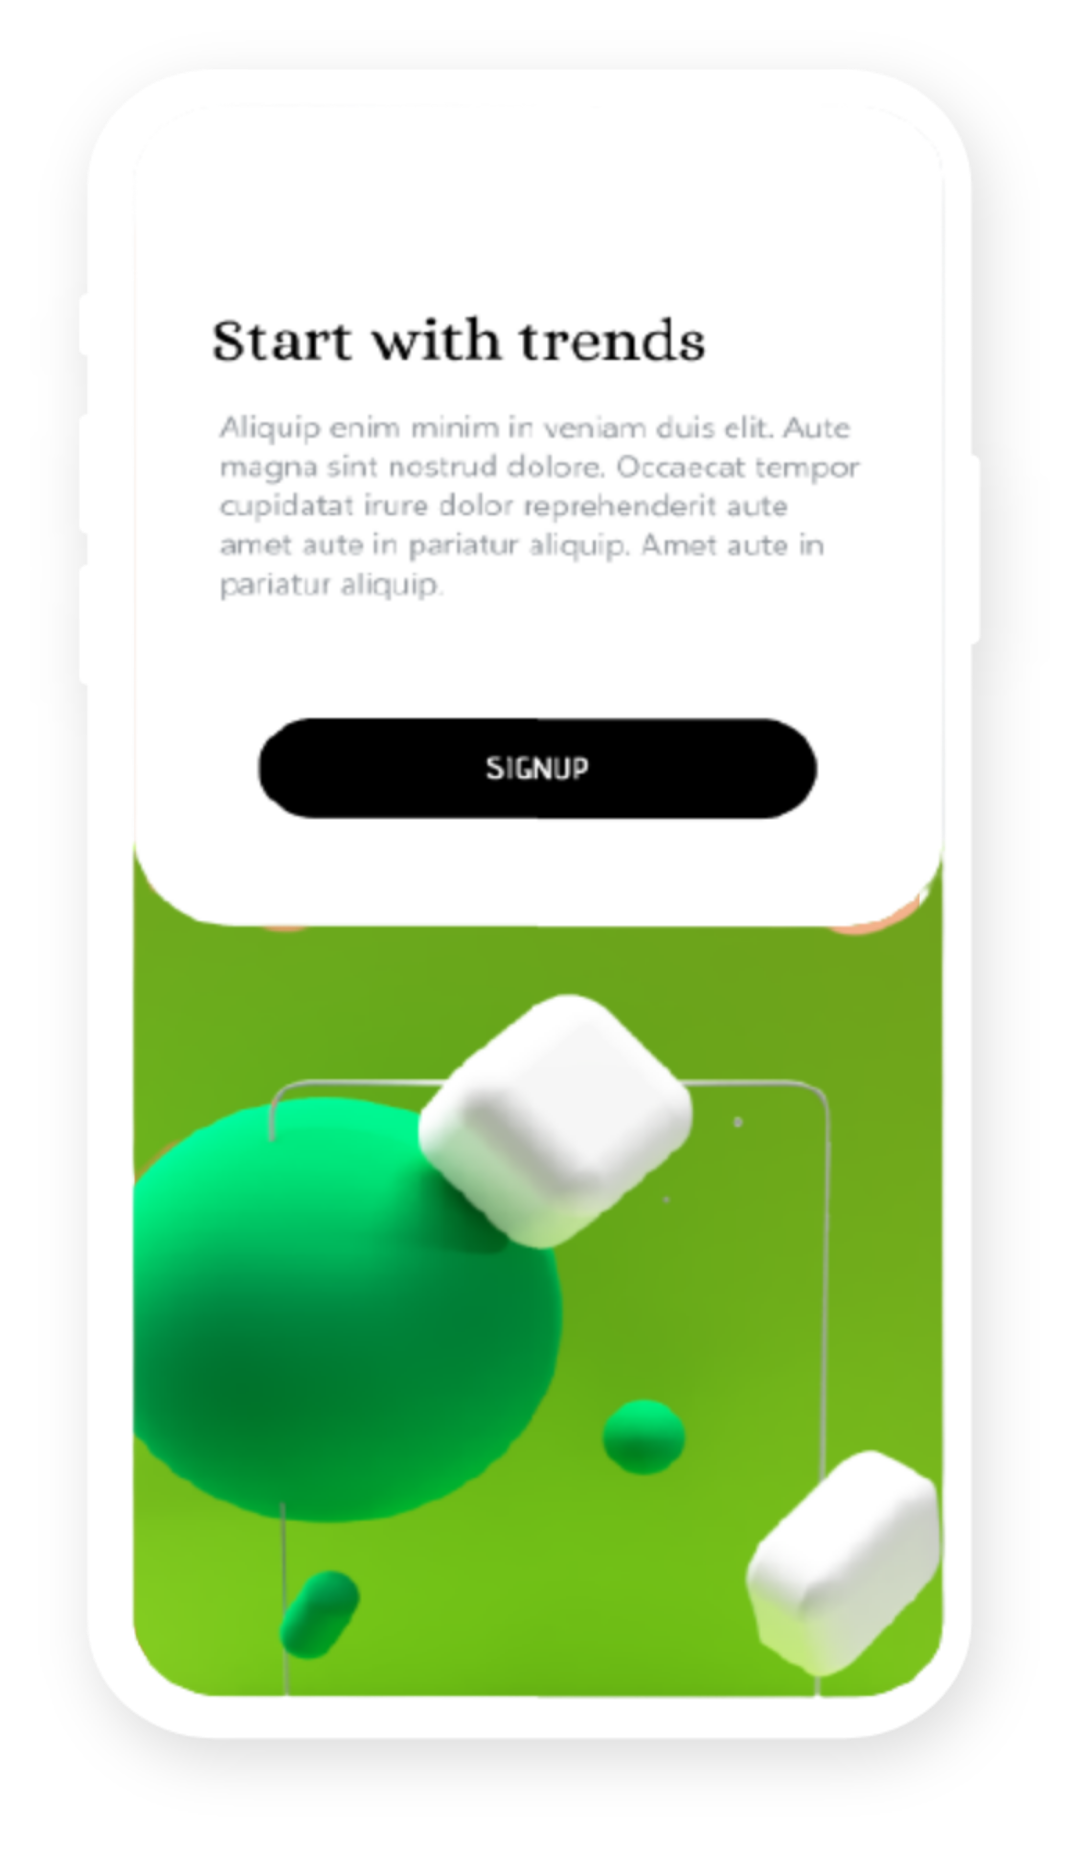 Start with trends
Aliquip enim minim in veniam duis elit. Aute
magna sint nostrud dolore. Occaecat tempor
cupidatat irure dolor reprehenderit aute
amet aute in pariatur aliquip. Amet aute in
pariatur aliquip.
SIGNUP